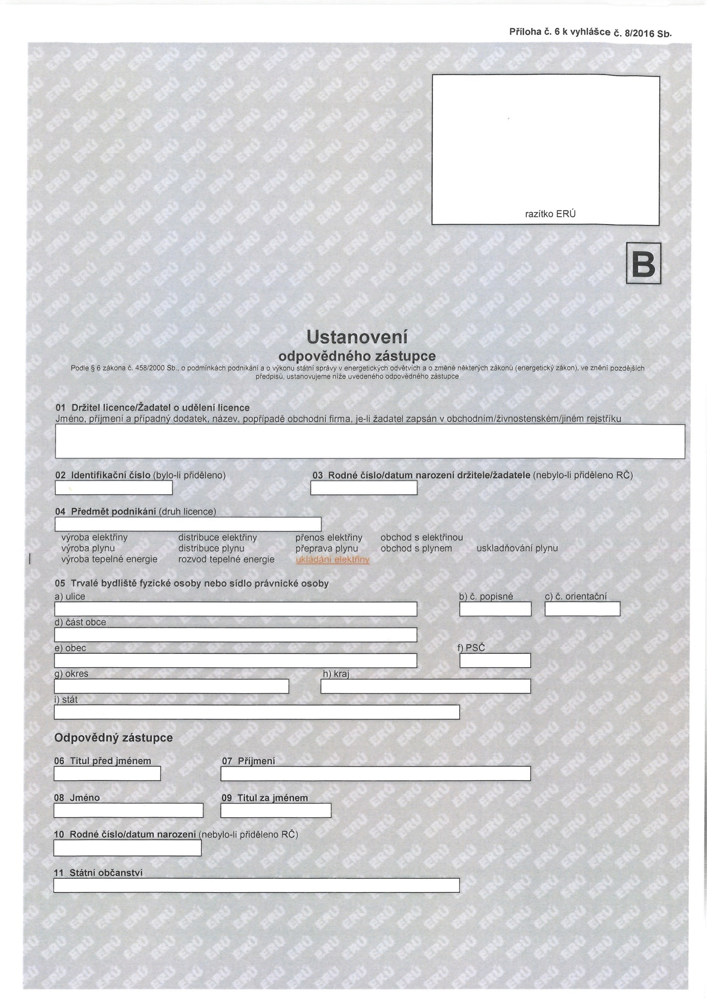 Příloha č. 6 k vyhlášce č. 8/2016 Sb.
razítko ERÚ
B
Ustanovení
odpovědného zástupce
Podle § 6 zákona č. 458/2000 Sb., o podmínkách podnikání a o výkonu státní správy v energetických odvětvích a o změně některých zákonů (energetický zákon), ve znění pozdějších
předpisů, ustanovujeme níže uvedeného odpovědného zástupce
01 Držitel licence/Žadatel o udělení licence
Jméno, příjmení a případný dodatek, název, popřípadě obchodní firma, je-li žadatel zapsán v obchodním/živnostenském/jiném rejstříku
02 Identifikační číslo (bylo-li přiděleno) 03 Rodné číslo/datum narození držitele/žadatele (nebylo-li přiděleno RČ)
04 Předmět podnikání (druh licence)
výroba elektřiny distribuce elektřiny přenos elektřiny obchod s elektřinou
výroba plynu distribuce plynu přeprava plynu obchod s plynem uskladňování plynu
výroba tepelné energie rozvod tepelné energie ukládání elektřiny
05 Trvalé bydliště fyzické osoby nebo sídlo právnické osoby
a) ulice b) č. popisné c) č. orientační
d) část obce
e) obec f) PSČ
g) okres h) kraj
i) stát
Odpovědný zástupce
06 Titul před jménem 07 Příjmení
08 Jméno 09 Titul za jménem
10 Rodné číslo/datum narození (nebylo-li přiděleno RČ)
11 Státní občanství